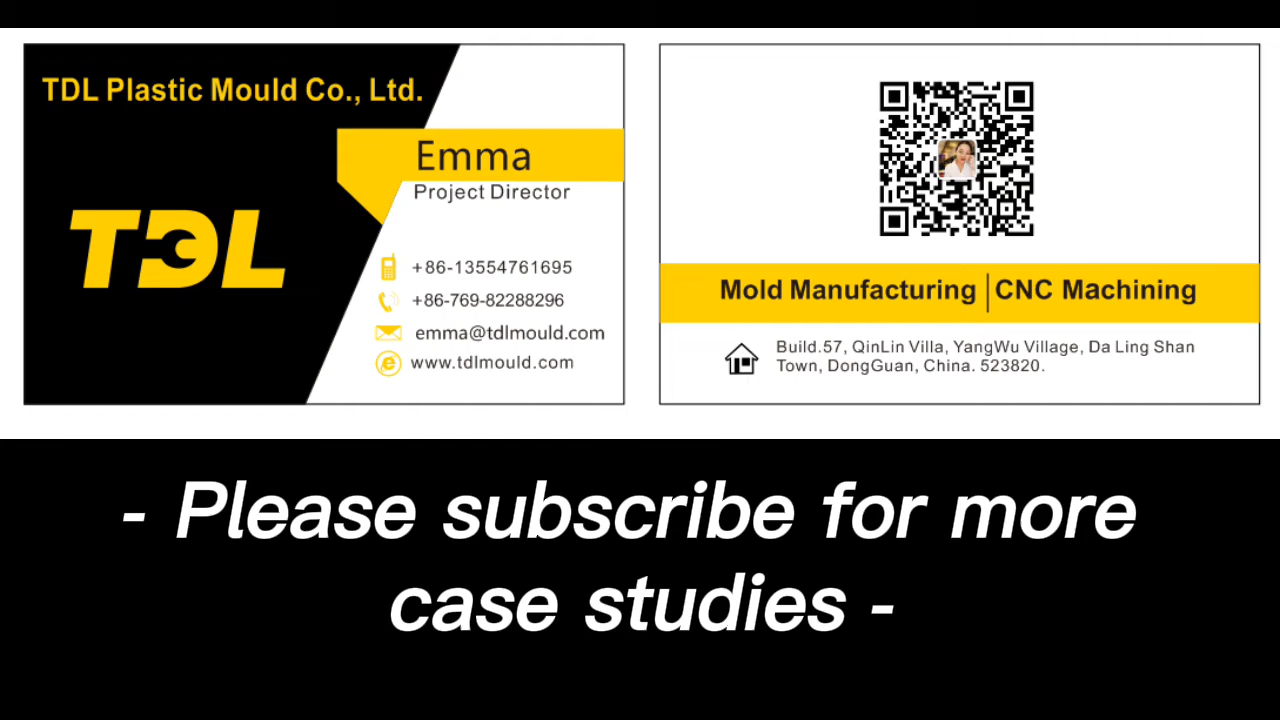 TDL Plastic Mould Co., Ltd.
Emma
Project Director
TDL
+86-13554761695
+86-769-82288296
emma@tdlmould.com
www.tdlmould.com
Mold Manufacturing | CNC Machining
Build.57, QinLin Villa, YangWu Village, Da Ling Shan
Town, DongGuan, China. 523820.
- Please subscribe for more
case studies -